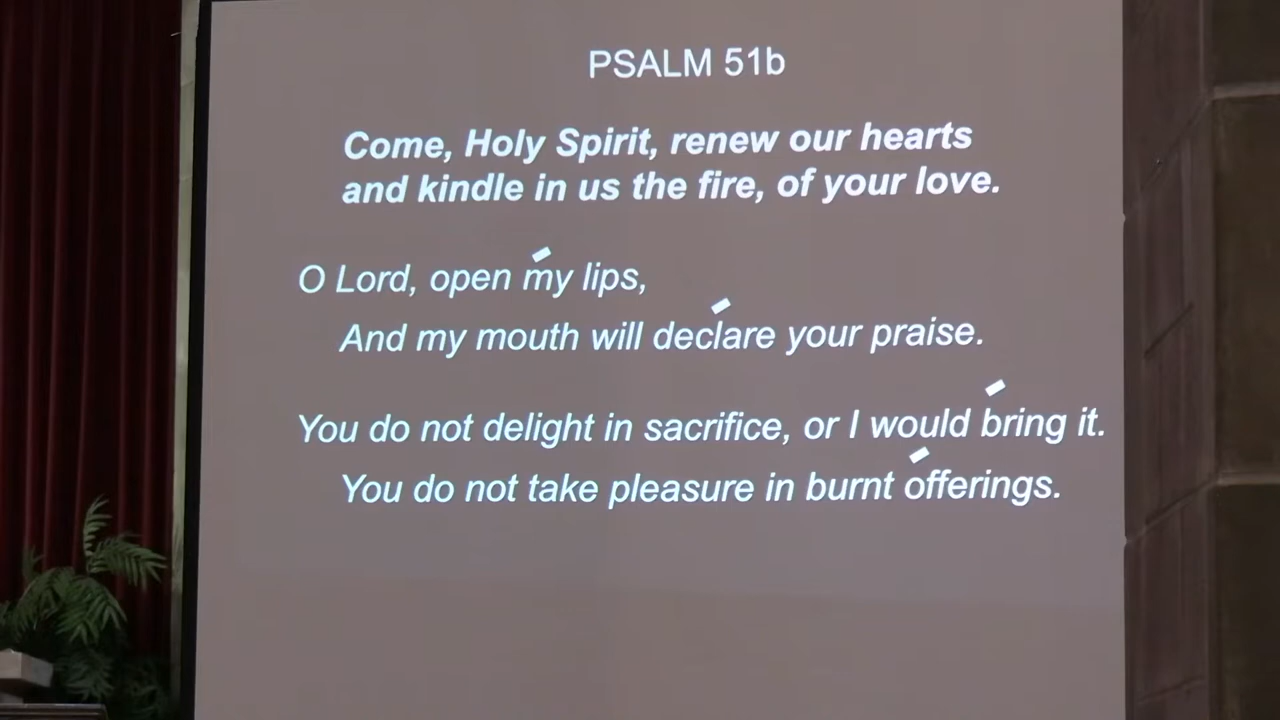 PSALM 51b
Come, Holy Spirit, renew our hearts
and kindle in us the fire, of your love.
O Lord, open my lips,
And my mouth will declare your praise.
You do not delight in sacrifice, or I would bring it.
You do not take pleasure in burnt offerings.